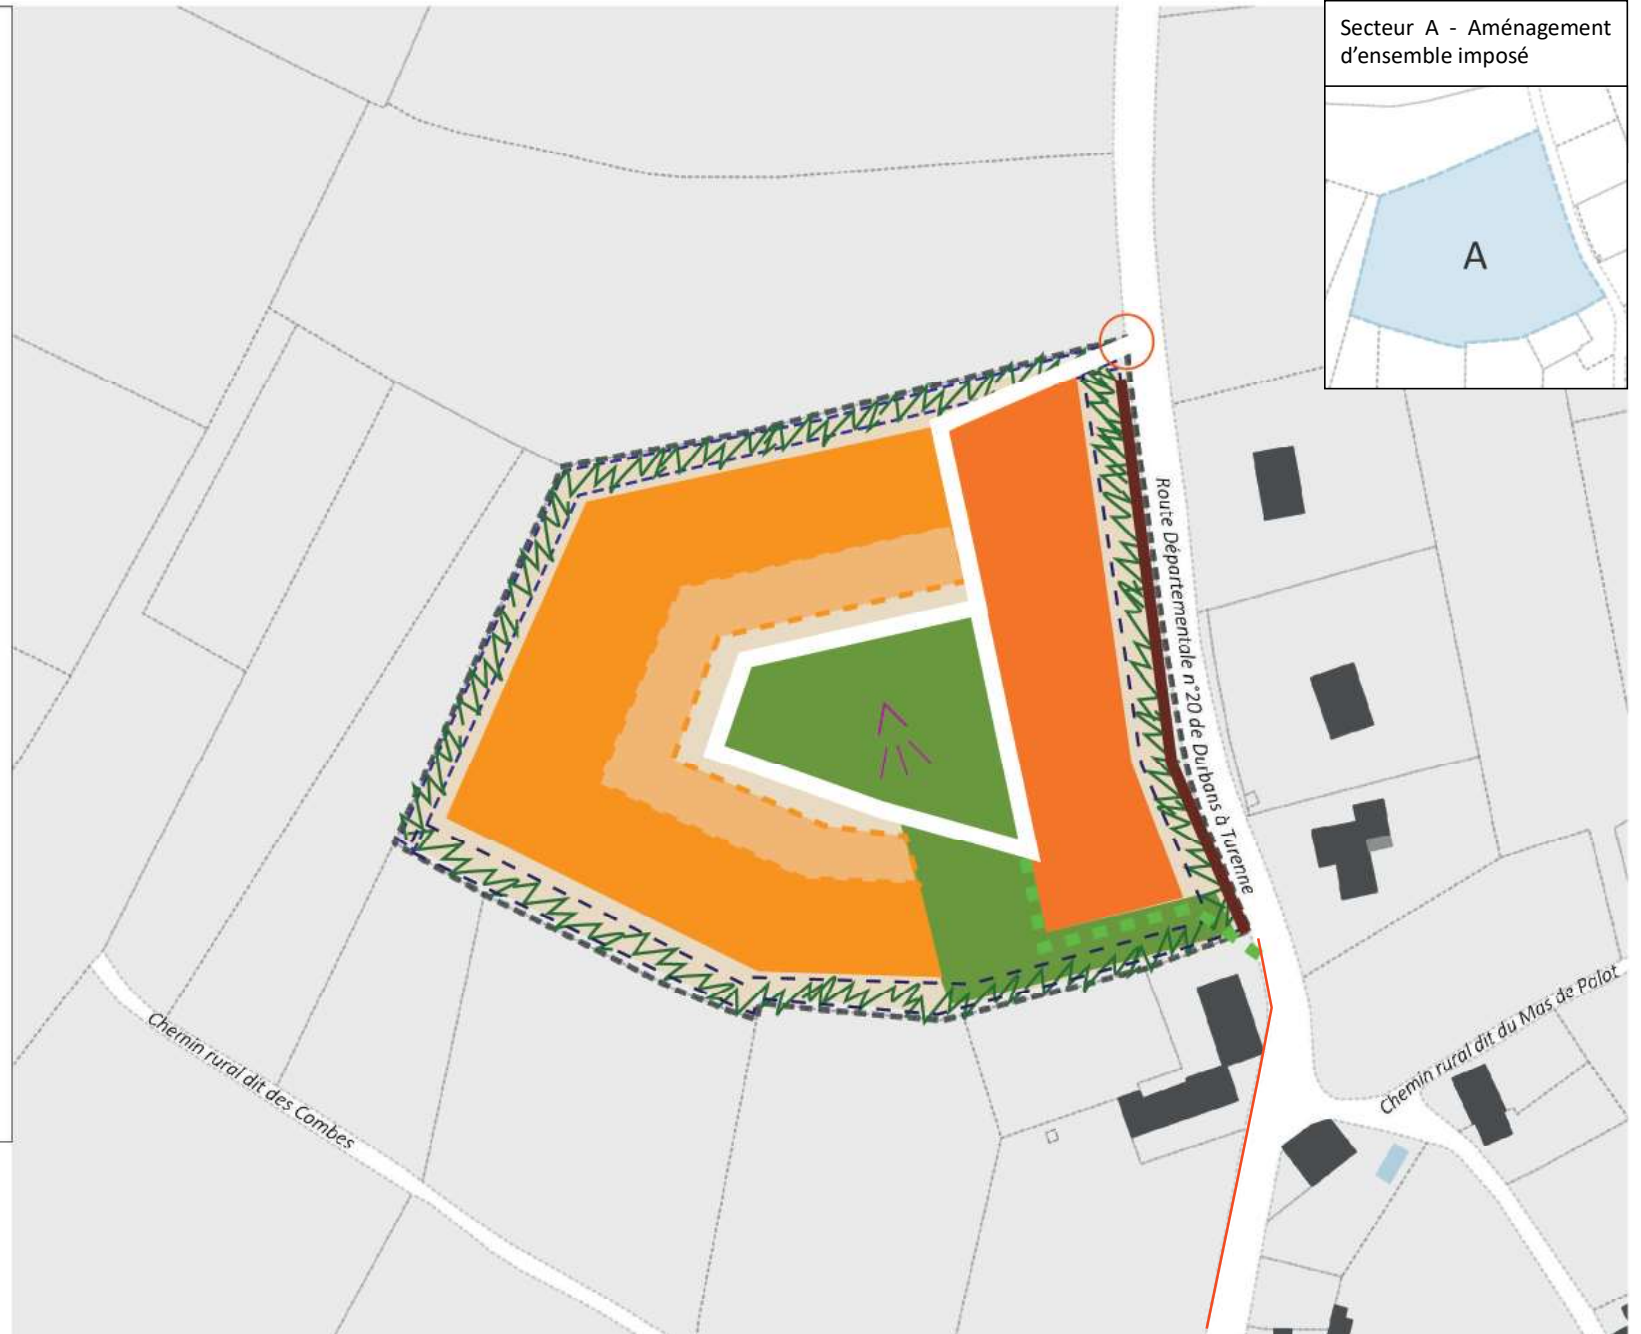 Secteur A - Aménagement
d'ensemble imposé
A
Route Départementale n°20 de Durbans à Turenne
Chemin rural dit des Combes
Chemin rural dit du Mas de Palot